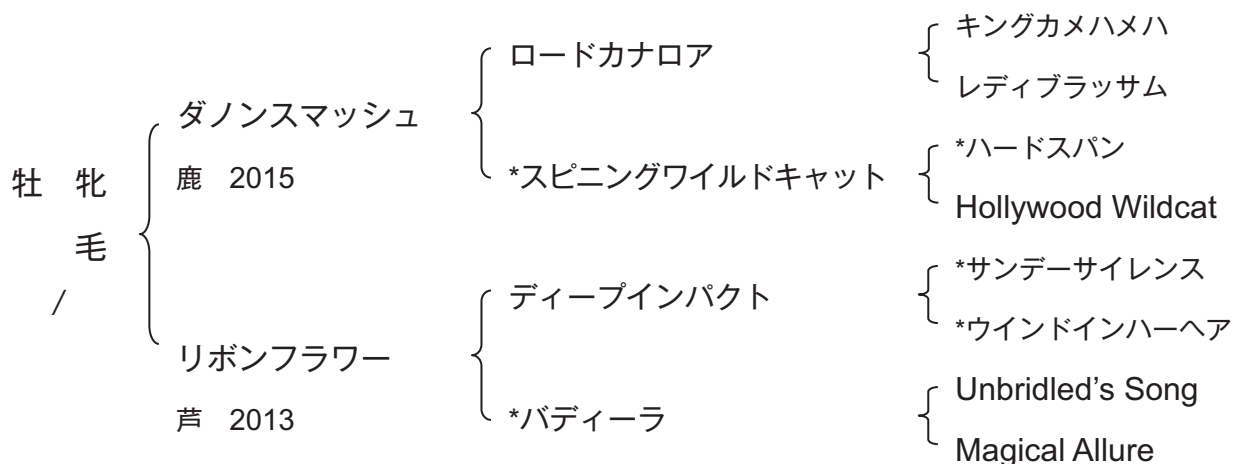 キングカメハメハ
ロードカナロア
レディブラッサム
ダノンスマッシュ
*ハードスパン
牡 牝
鹿 2015
*スピニングワイルドキャット
Hollywood Wildcat
毛
*サンデーサイレンス
/
ディープインパクト
*ウインドインハーヘア
リボンフラワー
Unbridled's Song
芦 2013
*バディーラ
Magical Allure